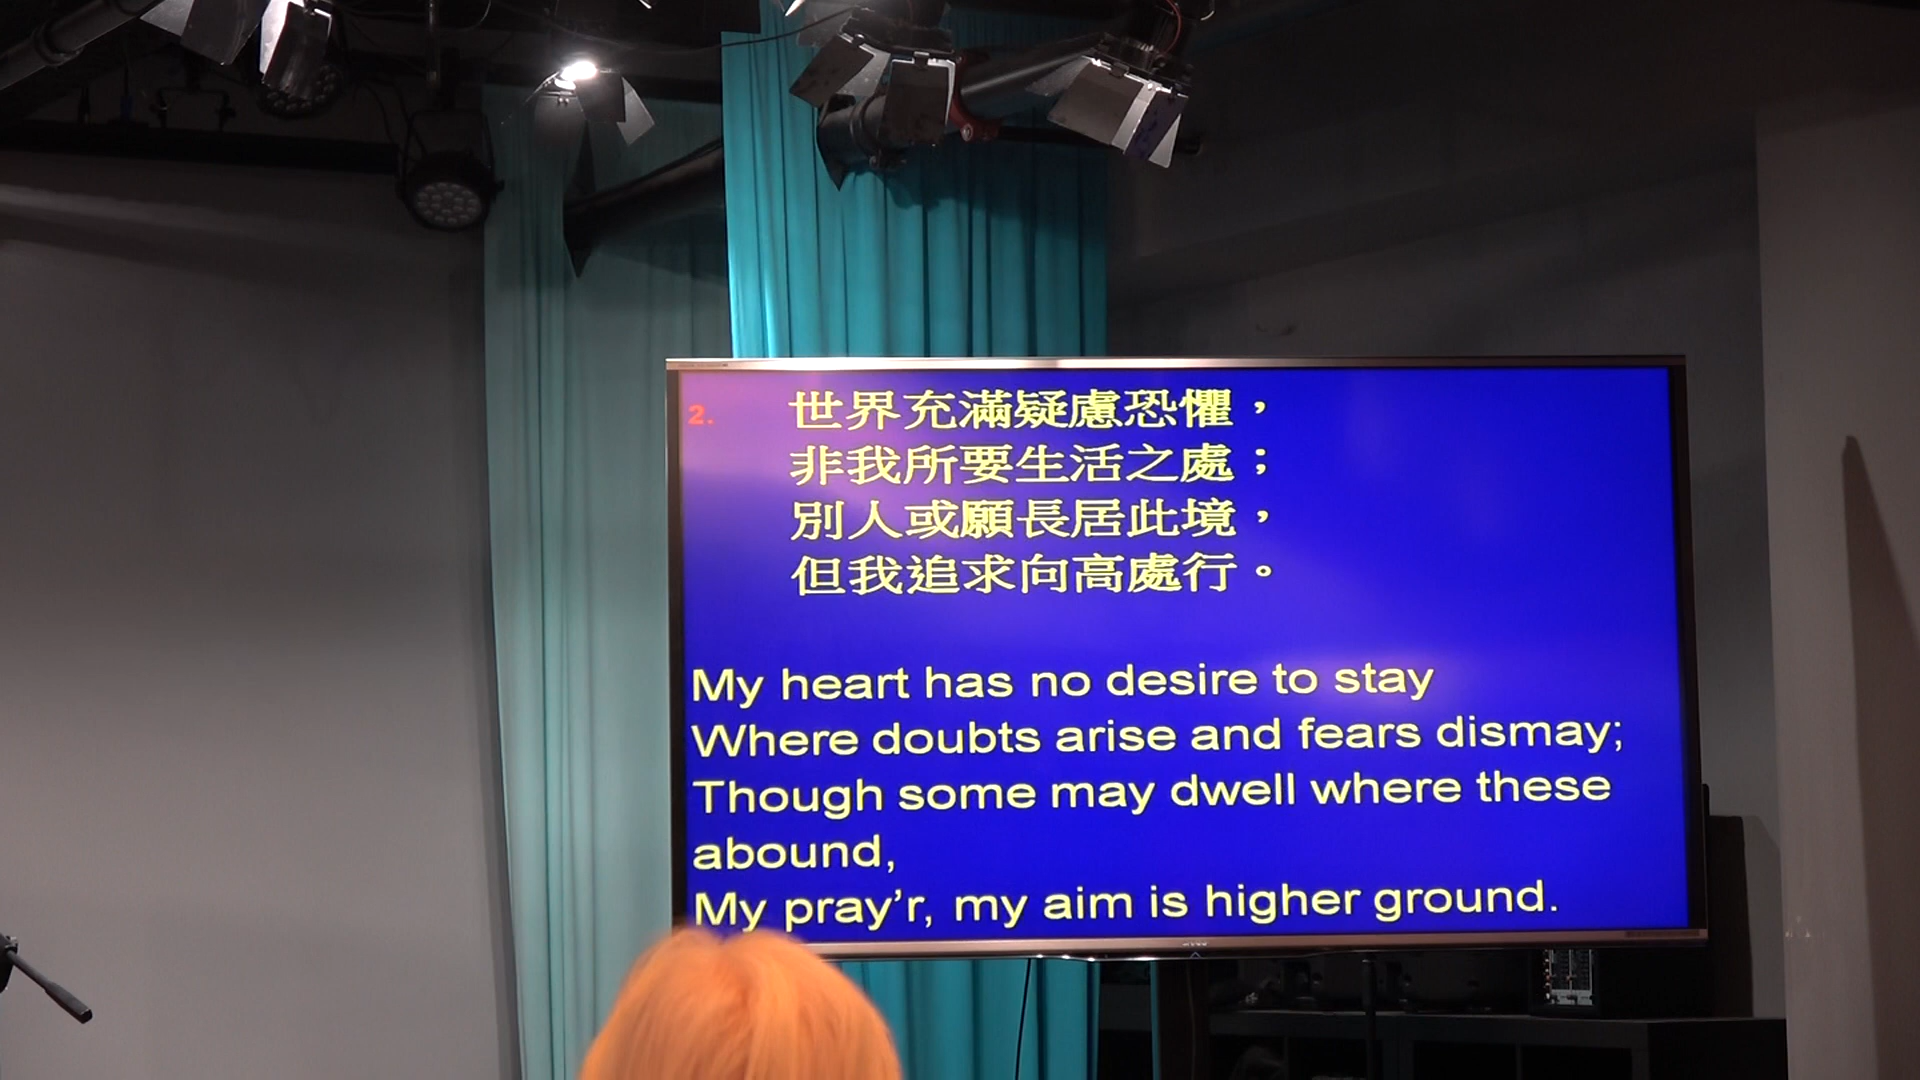 2.
世界充滿疑慮恐懼，
非我所要生活之處；
別人或願長居此境，
但我追求向高處行。
My heart has no desire to stay
Where doubts arise and fears dismay;
Though some may dwell where these
abound,
My pray’r, my aim is higher ground.